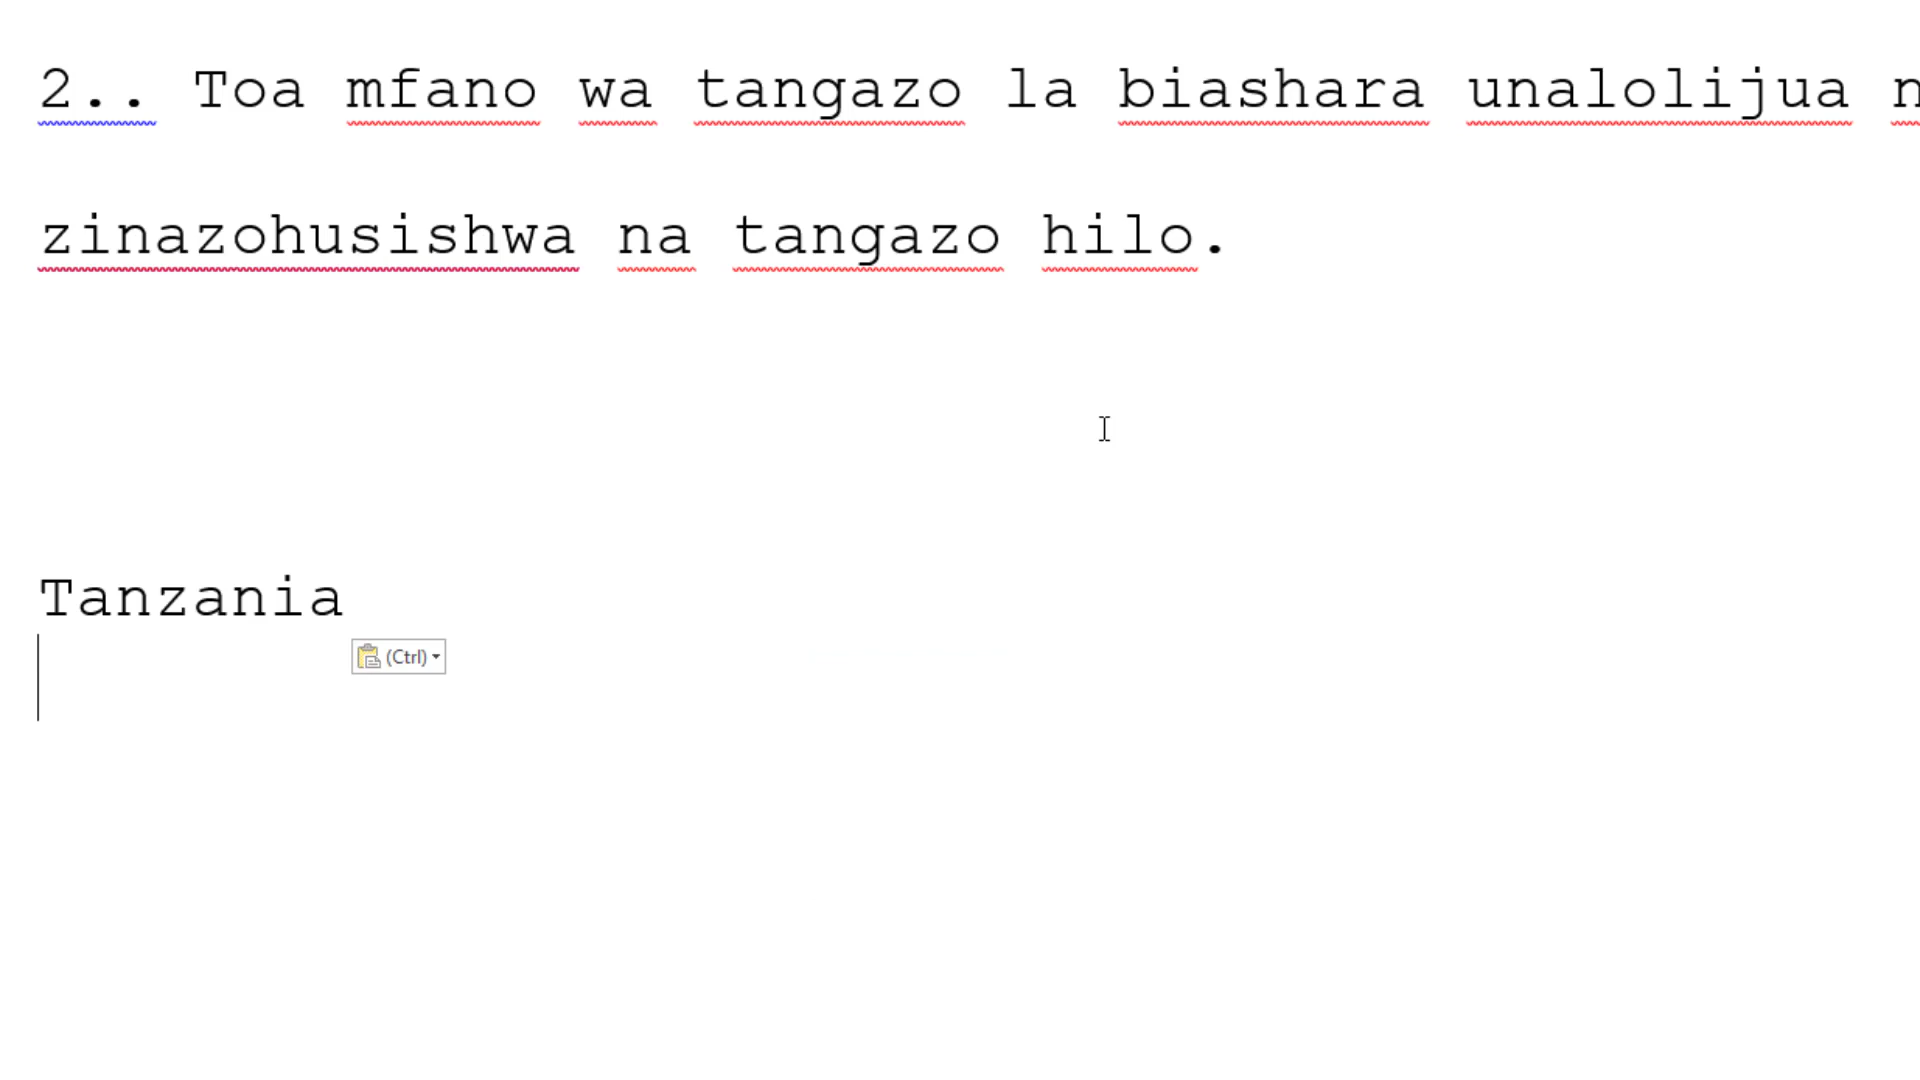 2.. Toa mfano wa tangazo la biashara unalolijua
zinazohusishwa na tangazo hilo.
Tanzania
(Ctrl)